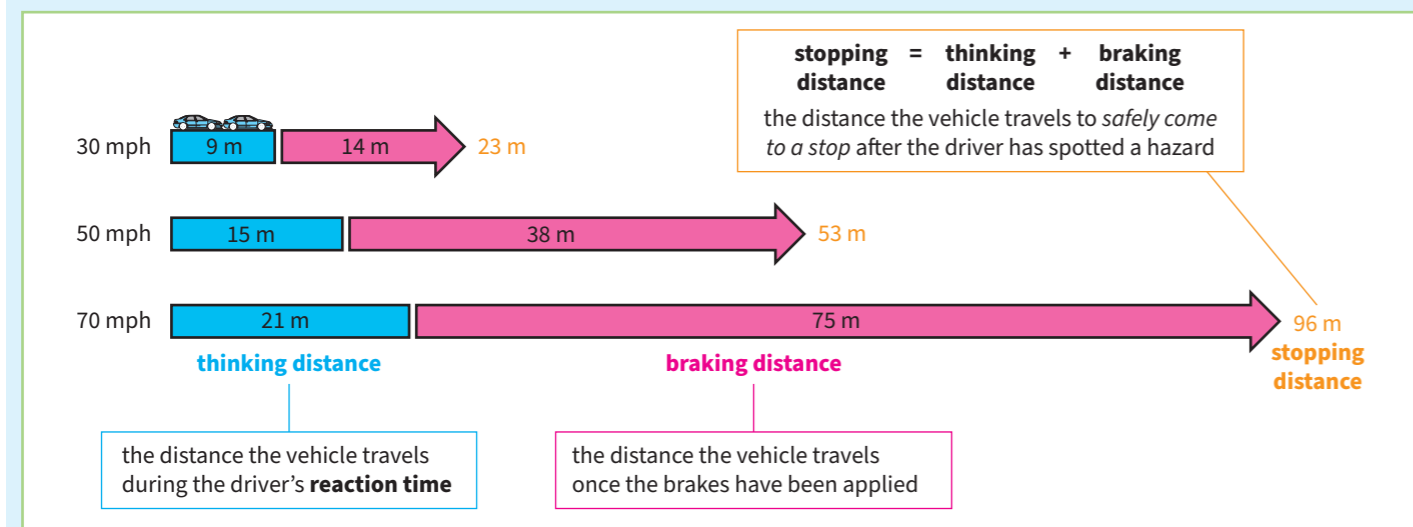 stopping = thinking + braking
distance distance distance
the distance the vehicle travels to safely come
to a stop after the driver has spotted a hazard
30 mph 9 m 14 m 23 m
50 mph 15 m 38 m 53 m
70 mph 21 m 75 m 96 m
thinking distance braking distance stopping
distance
the distance the vehicle travels
during the driver's reaction time
the distance the vehicle travels
once the brakes have been applied